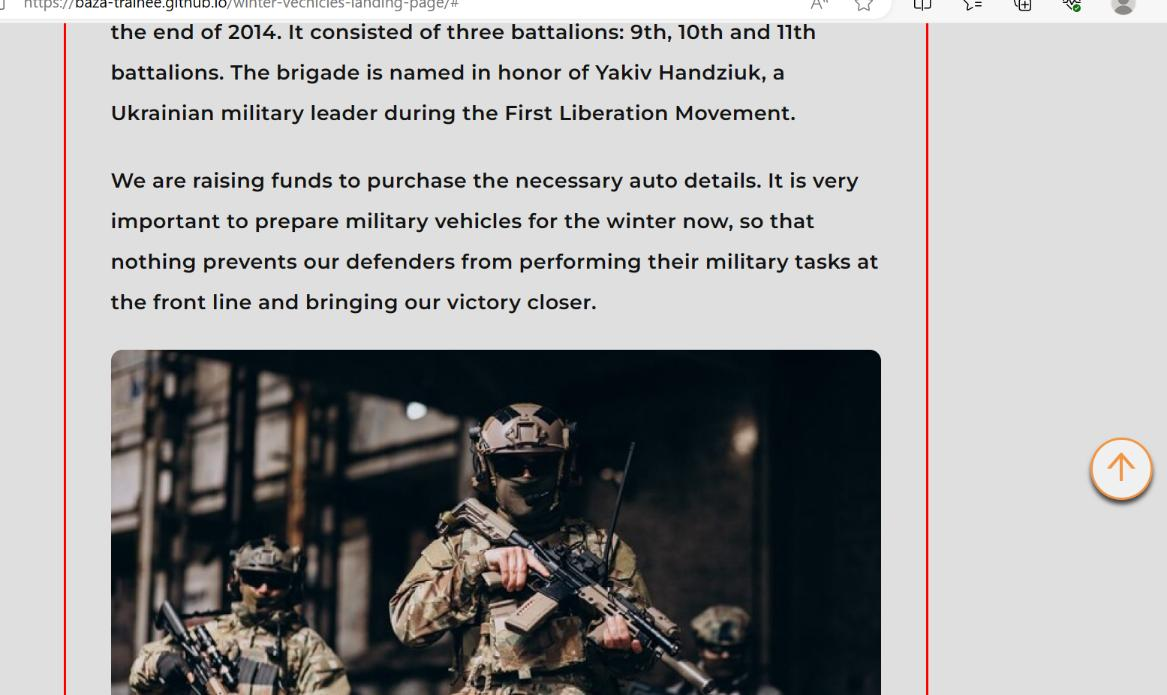 https://baza-trainee.github.io/winter-vechicles-landing-page/#
the end of 2014. It consisted of three battalions: 9th, 10th and 11th
battalions. The brigade is named in honor of Yakiv Handziuk, a
Ukrainian military leader during the First Liberation Movement.
We are raising funds to purchase the necessary auto details. It is very
important to prepare military vehicles for the winter now, so that
nothing prevents our defenders from performing their military tasks at
the front line and bringing our victory closer.